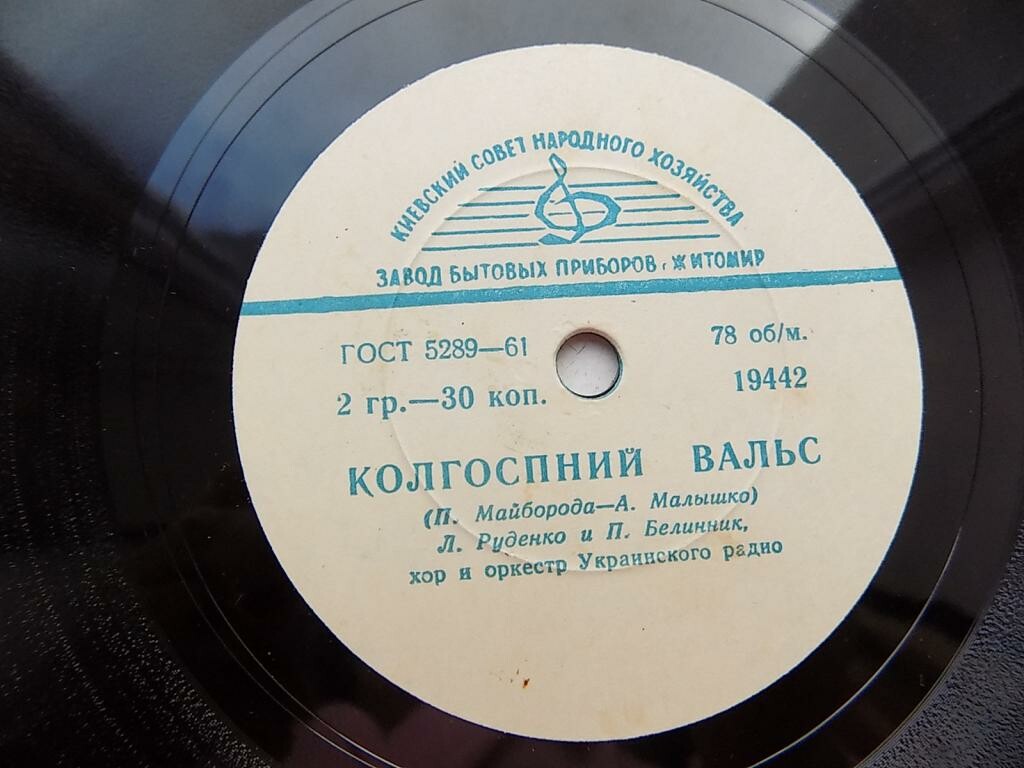 КИЕВСКИЙ СОВЕТ НАРОДНОГО ХОЗЯЙСТВА
ЗАВОД БЫТОВЫХ ПРИБОРОВ, ЖИТОМИР
ГОСТ 5289—61
78 об/м.
2 гр.—30 коп.
19442
КОЛГОСПНИЙ ВАЛЬС
(П. Майборода—А. Малышко)
Л. Руденко и П. Белинник,
хор и оркестр Украинского радио